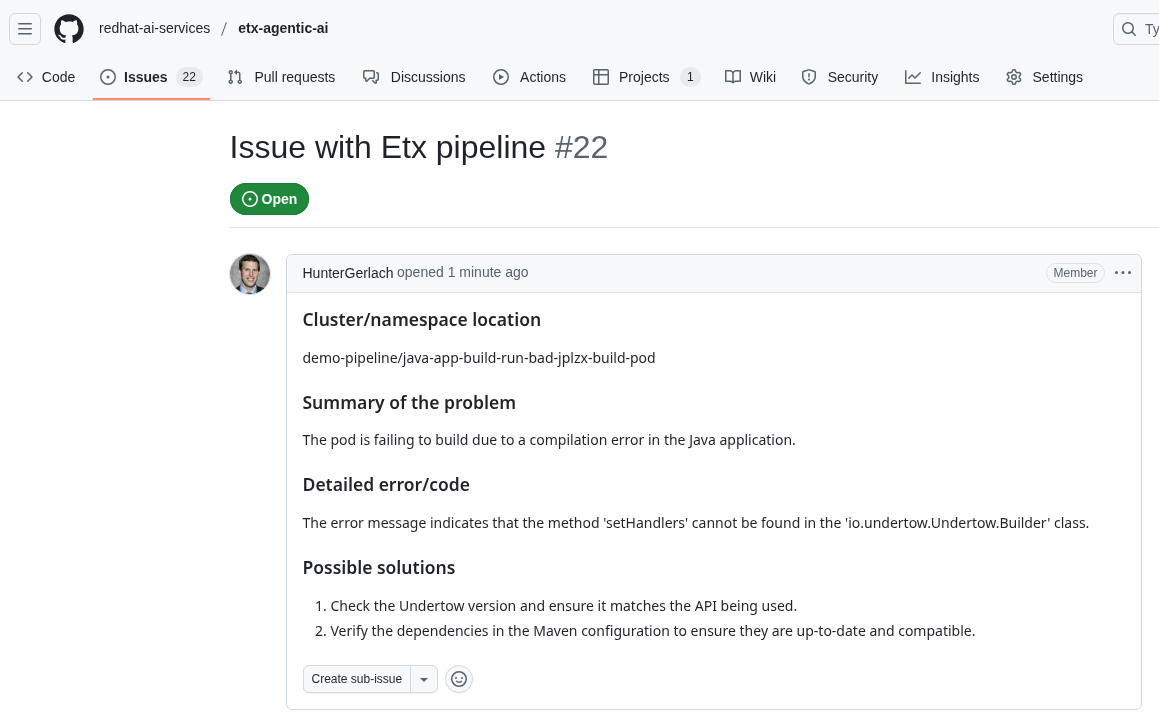 redhat-ai-services / etx-agentic-ai
Ty
Code Issues 22 Pull requests Discussions Actions Projects 1 Wiki Security Insights Settings
Issue with Etx pipeline #22
Open
HunterGerlach opened 1 minute ago Member
Cluster/namespace location
demo-pipeline/java-app-build-run-bad-jplzx-build-pod
Summary of the problem
The pod is failing to build due to a compilation error in the Java application.
Detailed error/code
The error message indicates that the method 'setHandlers' cannot be found in the 'io.undertow.Undertow.Builder' class.
Possible solutions
1. Check the Undertow version and ensure it matches the API being used.
2. Verify the dependencies in the Maven configuration to ensure they are up-to-date and compatible.
Create sub-issue